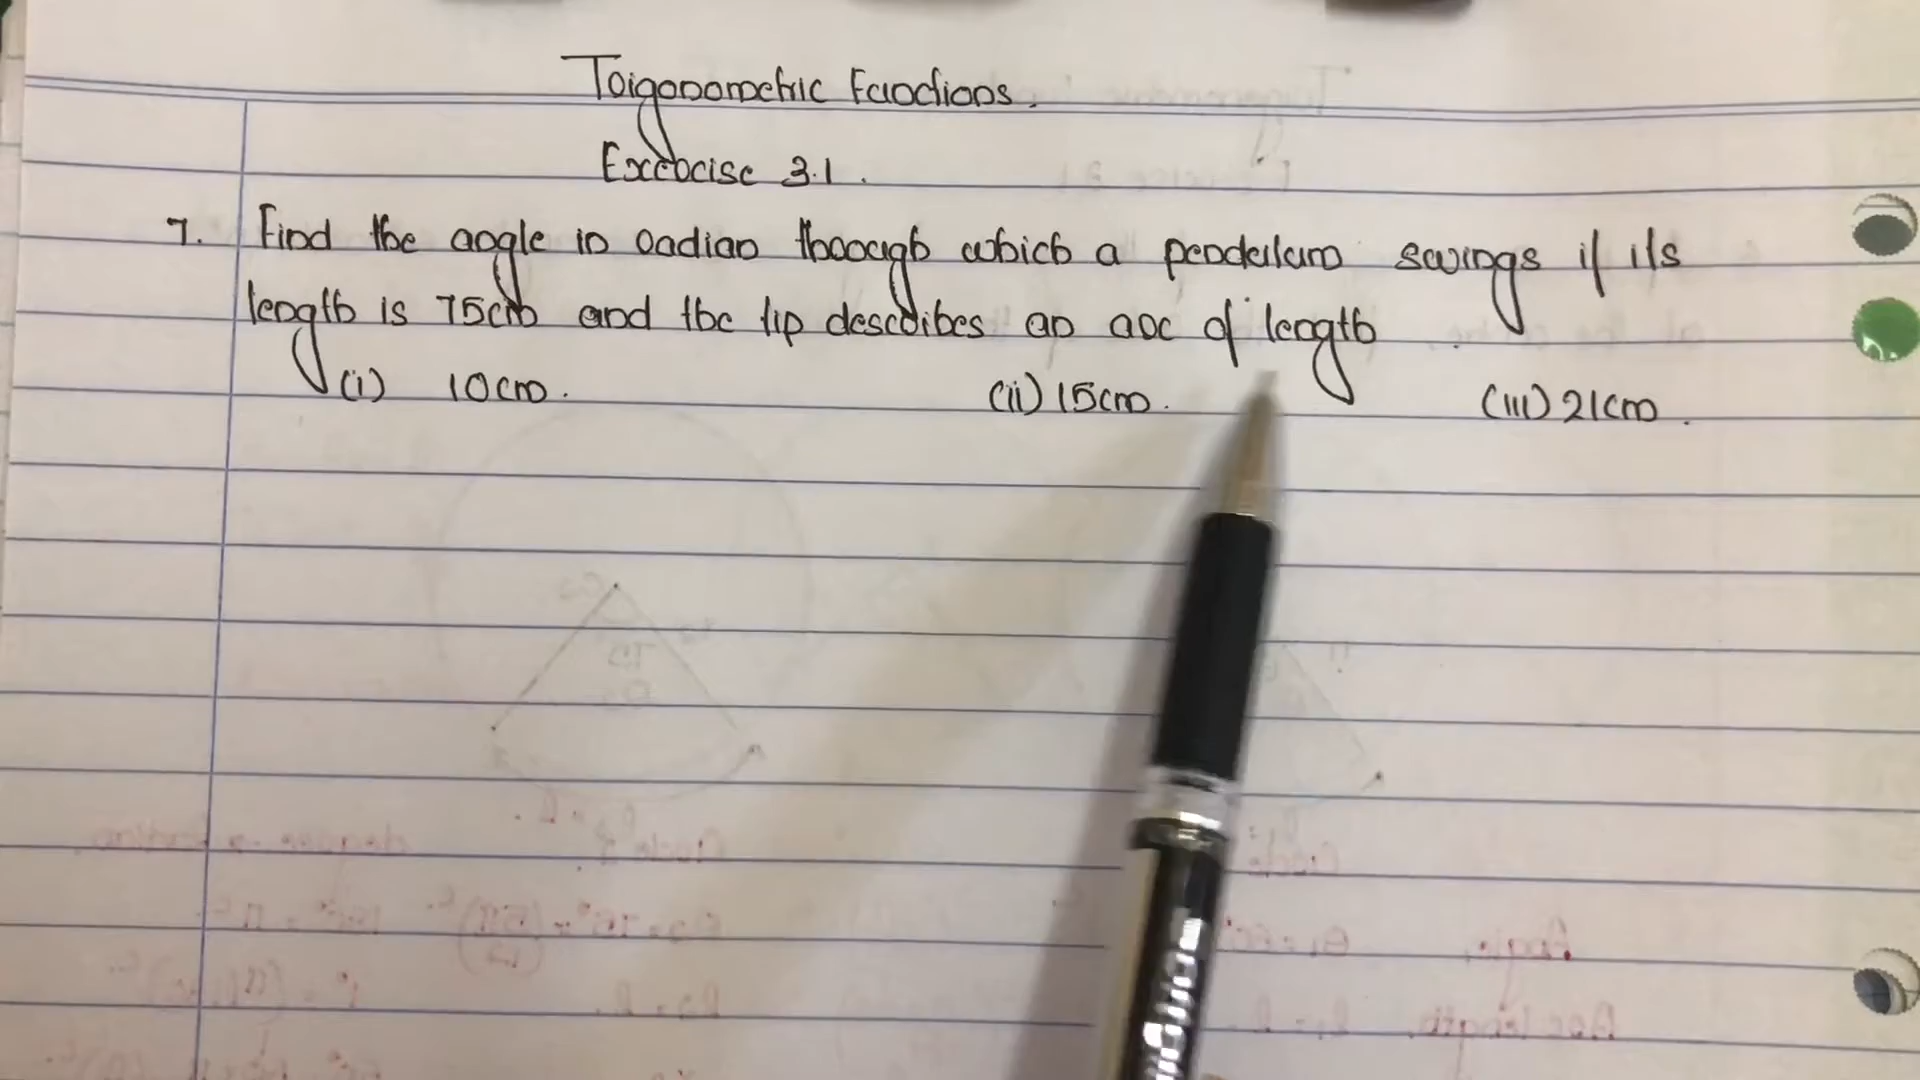 Trigonometric Functions.
Exercise 3.1.
7. Find the angle in radian through which a pendulum swings if its
length is 75cm and the tip describes an arc of length
(i) 10cm. (ii) 15cm. (iii) 21cm.